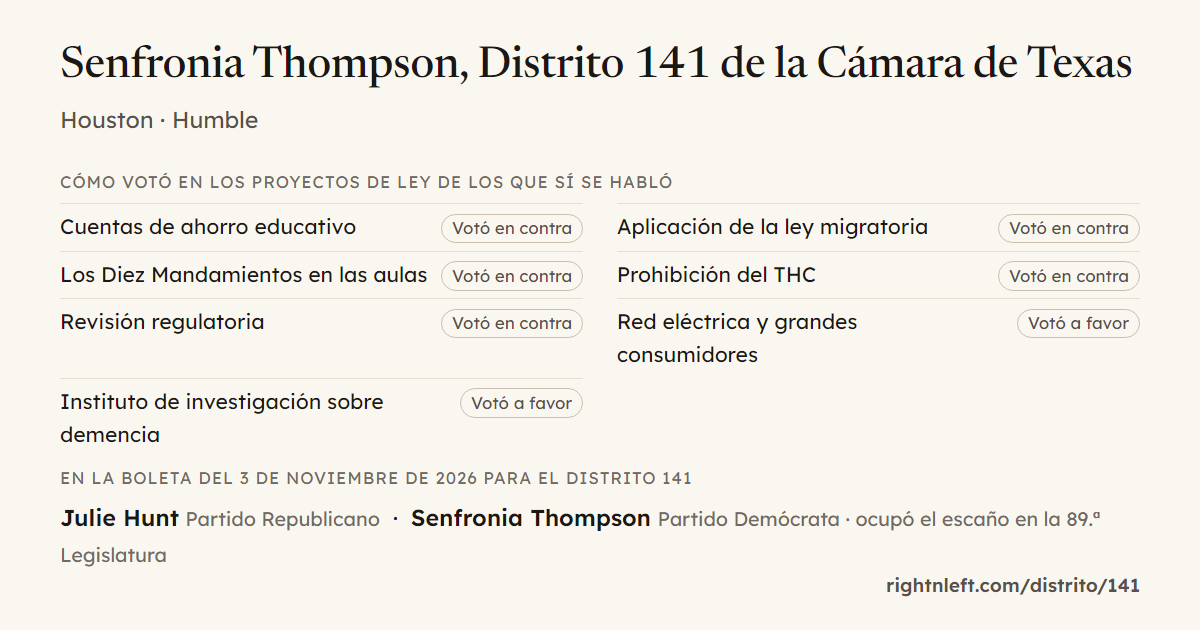 Senfronia Thompson, Distrito 141 de la Cámara de Texas
Houston · Humble
CÓMO VOTÓ EN LOS PROYECTOS DE LEY DE LOS QUE SÍ SE HABLÓ
Cuentas de ahorro educativo Votó en contra
Aplicación de la ley migratoria Votó en contra
Los Diez Mandamientos en las aulas Votó en contra
Prohibición del THC Votó en contra
Revisión regulatoria Votó en contra
Red eléctrica y grandes Votó a favor
consumidores
Instituto de investigación sobre Votó a favor
demencia
EN LA BOLETA DEL 3 DE NOVIEMBRE DE 2026 PARA EL DISTRITO 141
Julie Hunt Partido Republicano · Senfronia Thompson Partido Demócrata · ocupó el escaño en la 89.ª
Legislatura
rightnleft.com/distrito/141